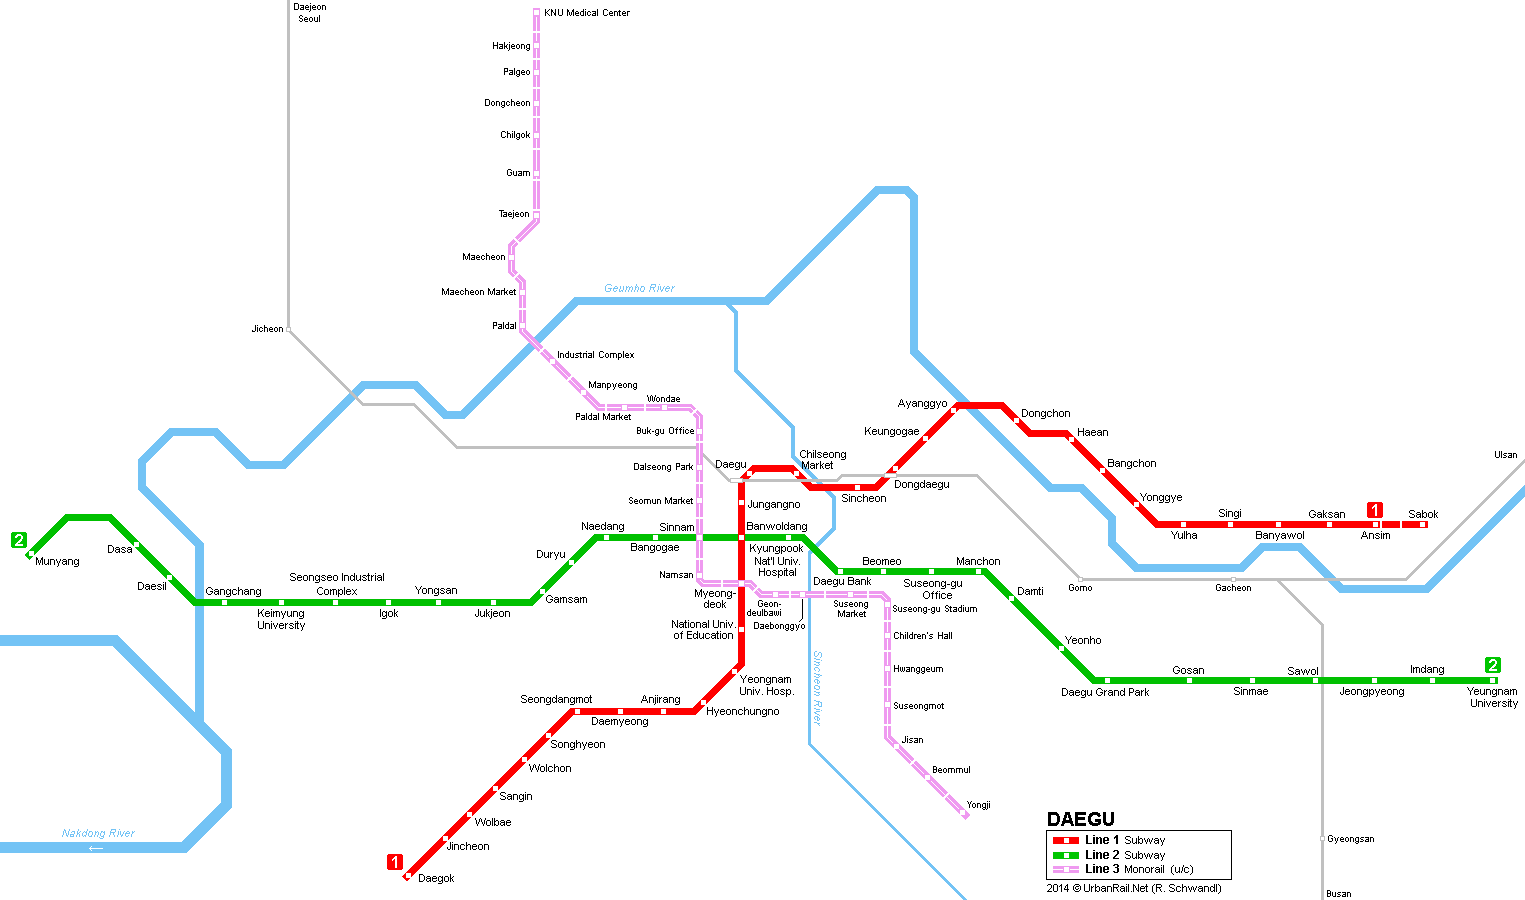 Daejeon
Seoul
KNU Medical Center
Hakjeong
Palgeo
Dongcheon
Chilgok
Guam
Taejeon
Maecheon
Maecheon Market
Paldal
Geumho River
Jicheon
Industrial Complex
Manpyeong
Paldal Market
Wondae
Buk-gu Office
Dalseong Park
Seomun Market
Namsan
Ayanggyo
Keungogae
Dongchon
Haean
Bangchon
Yonggye
Daegu
Chilseong
Market
Sincheon
Dongdaegu
Jungangno
Ulsan
1
Yulha
Singi
Banyawol
Gaksan
Ansim
Sabok
2
Munyang
Dasa
Daesil
Gangchang
Keimyung
University
Seongseo Industrial
Complex
Igok
Yongsan
Jukjeon
Gamsam
Duryu
Naedang
Bangogae
Sinnam
Banwoldang
Kyungpook
Nat'l Univ.
Hospital
Daegu Bank
Beomeo
Suseong-gu
Office
Manchon
Damti
Yeonho
Gomo
Gacheon
Myeong-
deok
Geon-
deulbawi
Daebonggyo
Suseong
Market
Suseong-gu Stadium
Children's Hall
Hwanggeum
Suseongmot
Jisan
Beommul
Yongji
National Univ.
of Education
Yeongnam
Univ. Hosp.
Hyeonchungno
Anjirang
Daemyeong
Seongdangmot
Songhyeon
Wolchon
Sangin
Wolbae
Jincheon
Daegok
1
Sincheon River
Daegu Grand Park
Gosan
Sinmae
Sawol
Jeongpyeong
Imdang
2
Yeungnam
University
Nakdong River
←
Gyeongsan
Busan
DAEGU
Line 1 Subway
Line 2 Subway
Line 3 Monorail (u/c)
2014 © UrbanRail.Net (R. Schwandl)